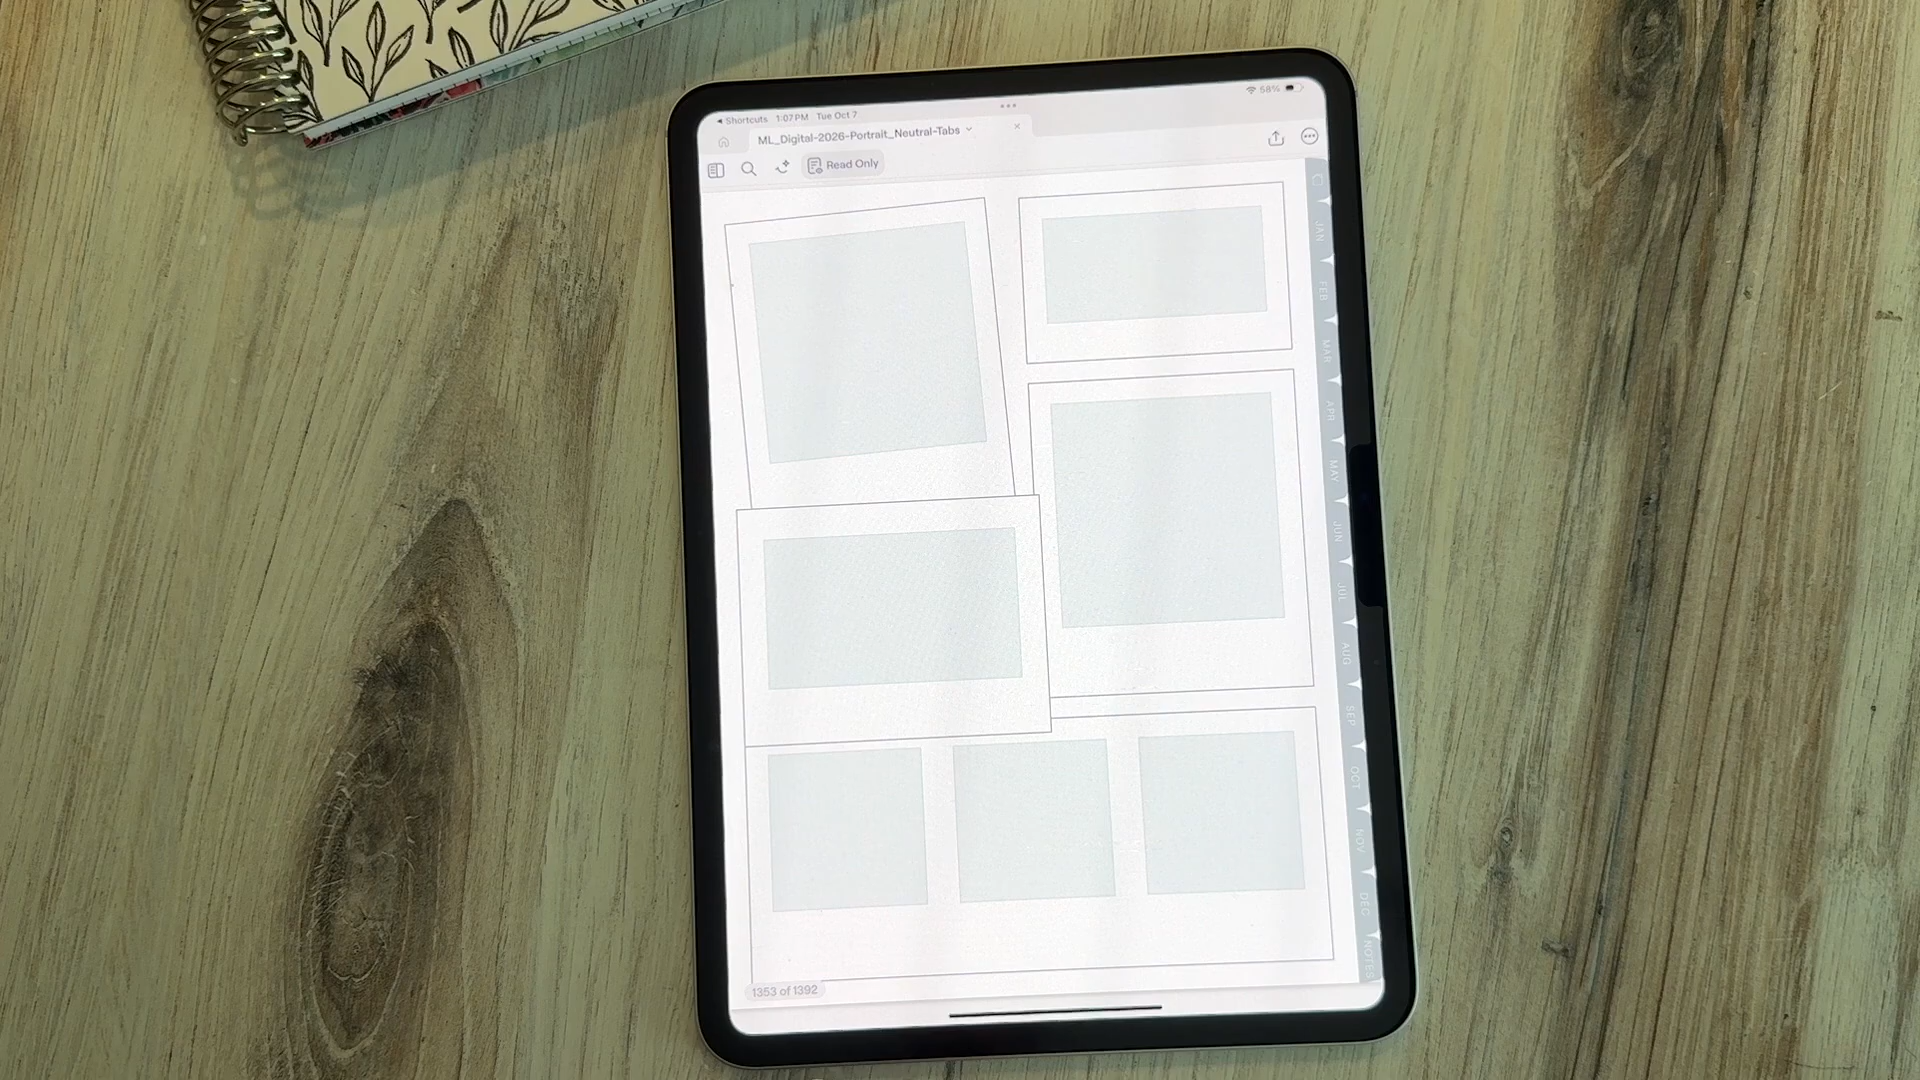 ◀ Shortcuts 1:07 PM Tue Oct 7
58%
ML_Digital-2026-Portrait_Neutral-Tabs
Read Only
JAN
FEB
MAR
APR
MAY
JUN
JUL
AUG
SEP
OCT
NOV
DEC
NOTES
1353 of 1392